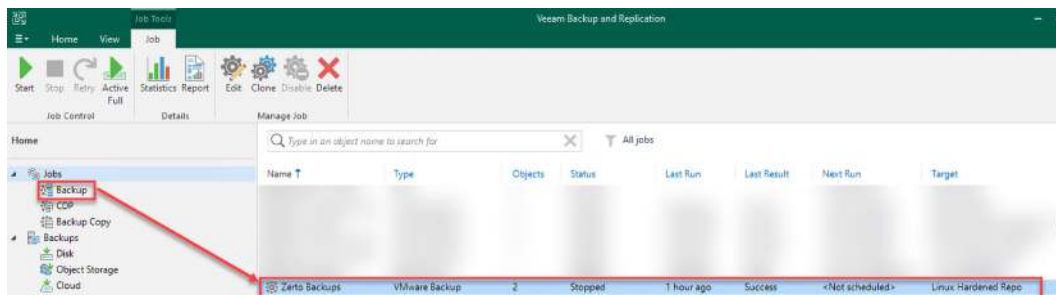 Job Tools
Veeam Backup and Replication
Home View Job
Start Stop Retry Active Full Statistics Report Edit Clone Disable Delete
Job Control Details Manage Job
Home
Type in an object name to search for
All jobs
Jobs
Name Type Objects Status Last Run Last Result Next Run Target
Backup
CDP
Backup Copy
Backups
Disk
Object Storage
Cloud
Zerto Backups VMware Backup 2 Stopped 1 hour ago Success <Not scheduled> Linux Hardened Repo